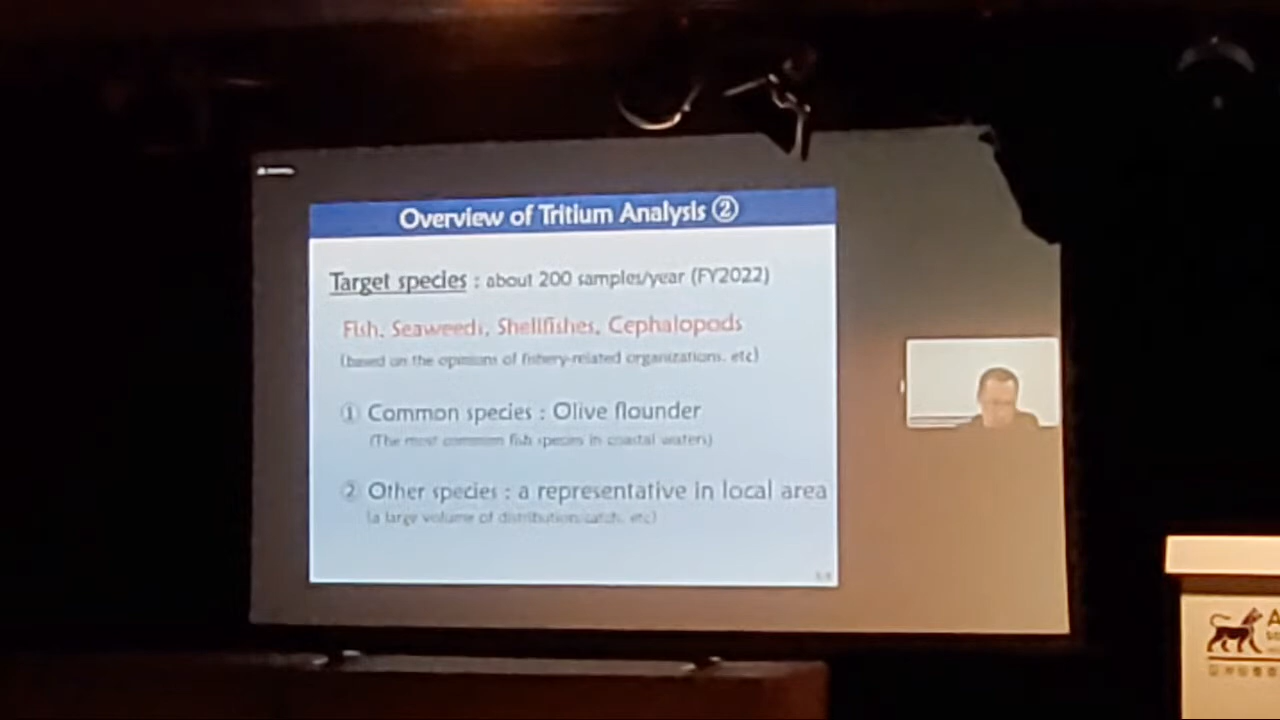 Overview of Tritium Analysis ②
Target species : about 200 samples/year (FY2022)
Fish, Seaweeds, Shellfishes, Cephalopods
(based on the opinions of fishery-related organizations, etc)
① Common species : Olive flounder
(The most common fish species in coastal waters)
② Other species : a representative in local area
(a large volume of distribution/catch, etc)
A